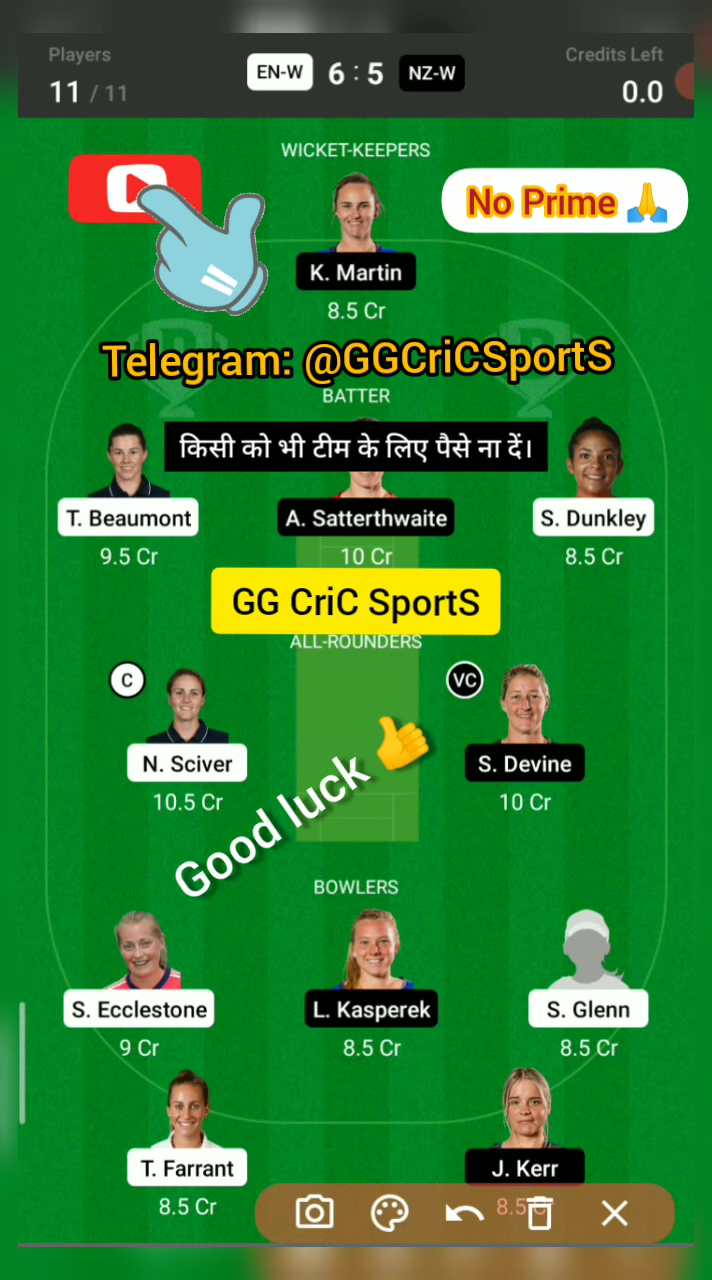 Players
Credits Left
11 / 11
EN-W 6 : 5 NZ-W
0.0
WICKET-KEEPERS
No Prime 🙏
K. Martin
8.5 Cr
Telegram: @GGCriCSportS
BATTER
किसी को भी टीम के लिए पैसे ना दें।
T. Beaumont
A. Satterthwaite
S. Dunkley
9.5 Cr
10 Cr
8.5 Cr
GG CriC SportS
ALL-ROUNDERS
C
VC
N. Sciver
S. Devine
10.5 Cr
10 Cr
Good luck 👍
BOWLERS
S. Ecclestone
L. Kasperek
S. Glenn
9 Cr
8.5 Cr
8.5 Cr
T. Farrant
J. Kerr
8.5 Cr
8.5 Cr